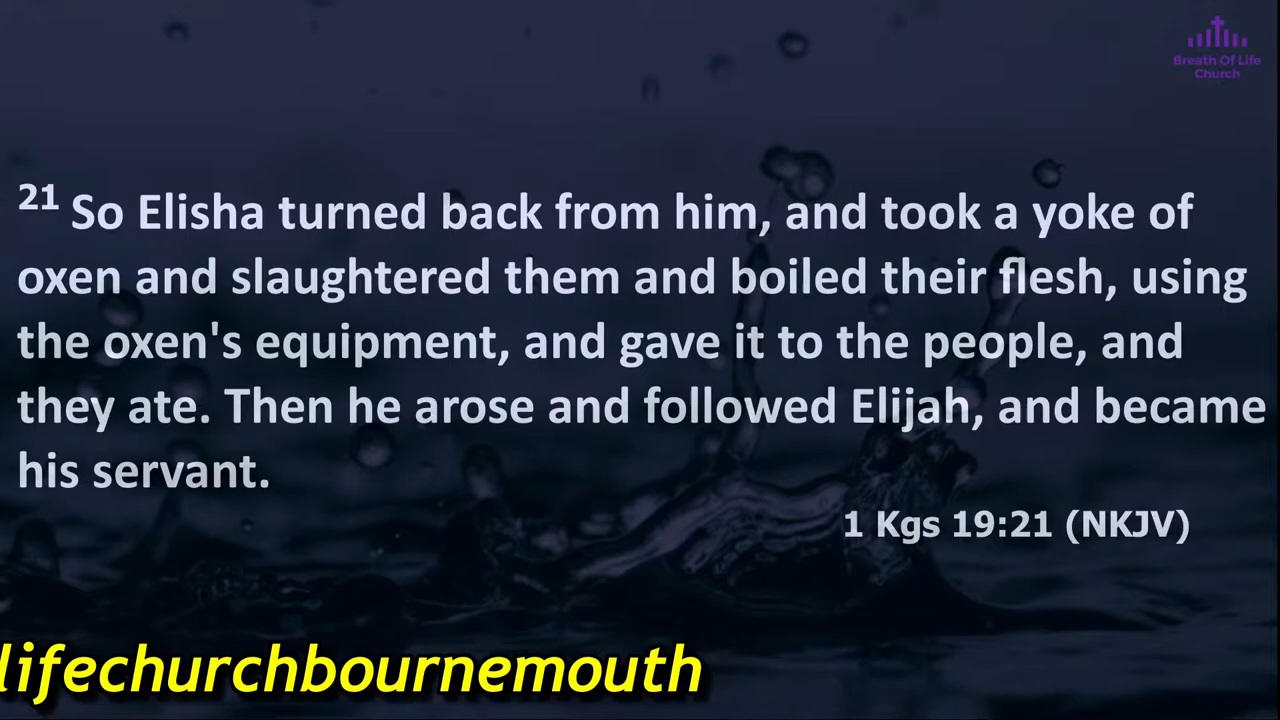 Breath Of Life
Church
21 So Elisha turned back from him, and took a yoke of
oxen and slaughtered them and boiled their flesh, using
the oxen's equipment, and gave it to the people, and
they ate. Then he arose and followed Elijah, and became
his servant.
1 Kgs 19:21 (NKJV)
lifechurchbournemouth